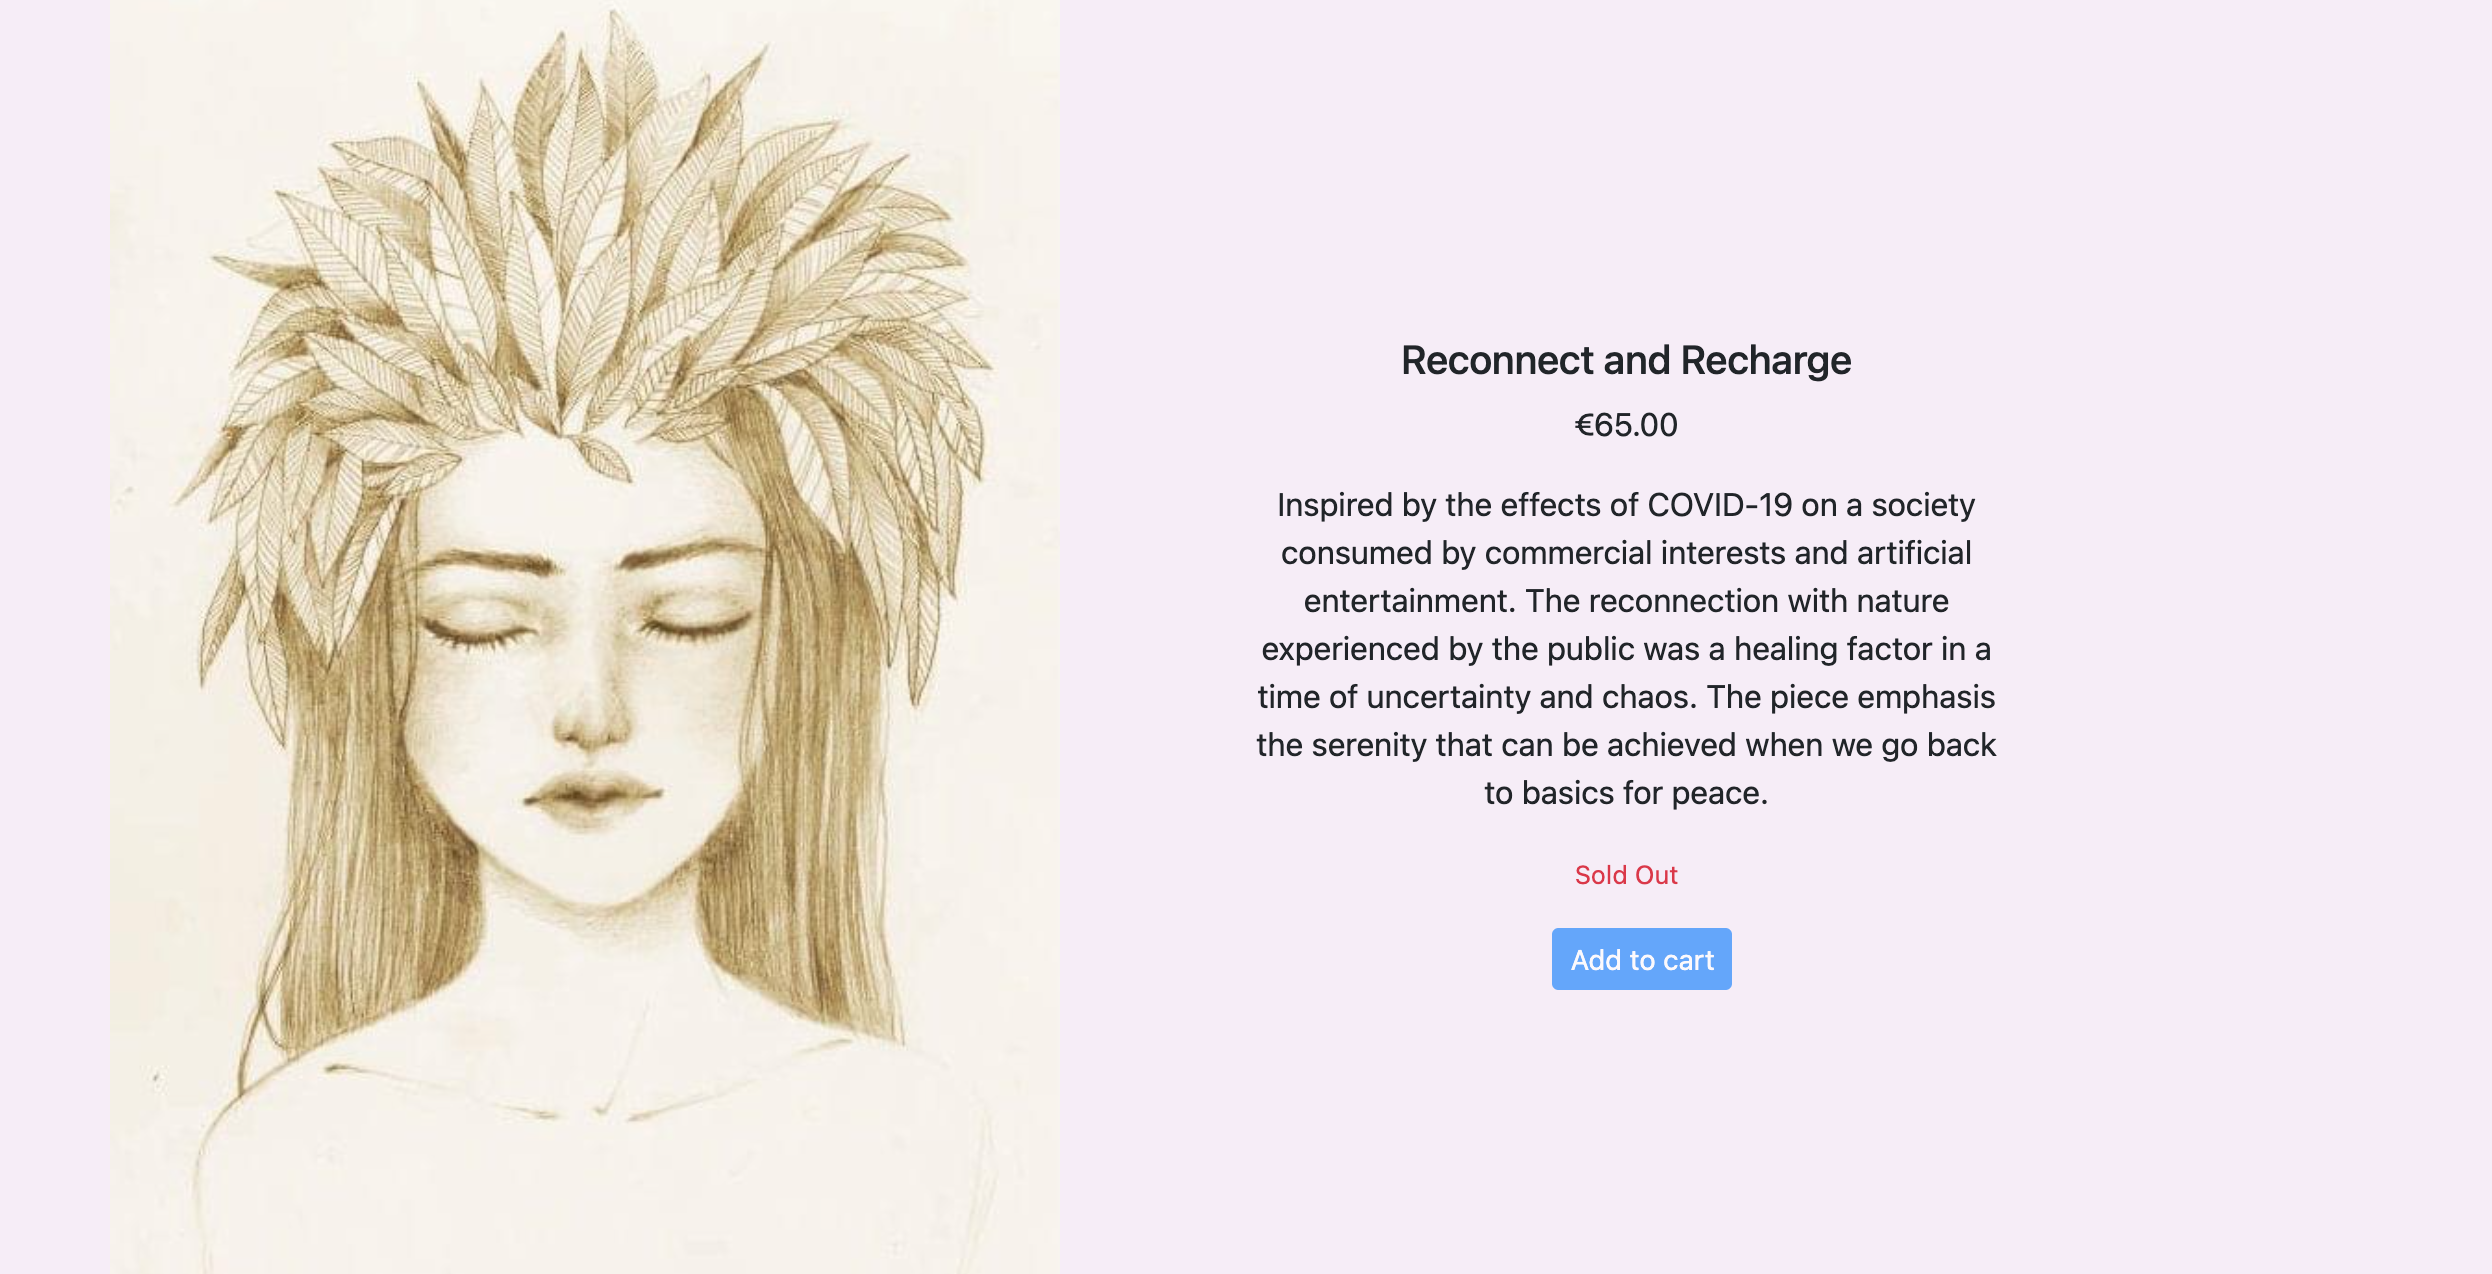 Reconnect and Recharge
€65.00
Inspired by the effects of COVID-19 on a society
consumed by commercial interests and artificial
entertainment. The reconnection with nature
experienced by the public was a healing factor in a
time of uncertainty and chaos. The piece emphasis
the serenity that can be achieved when we go back
to basics for peace.
Sold Out
Add to cart